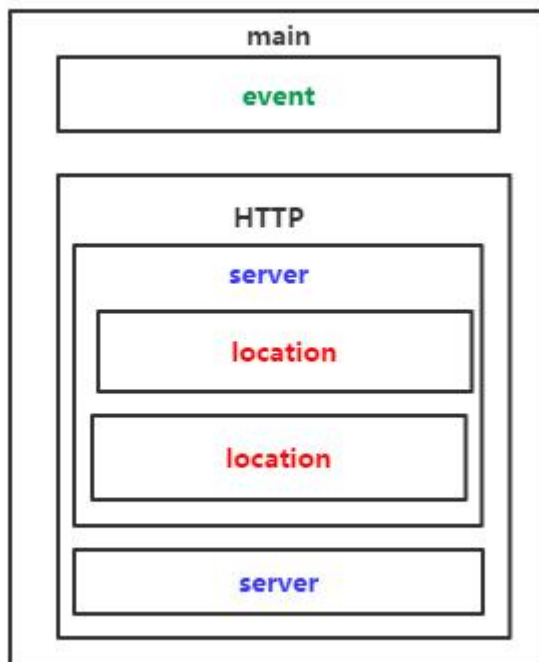 main
event
HTTP
server
location
location
server